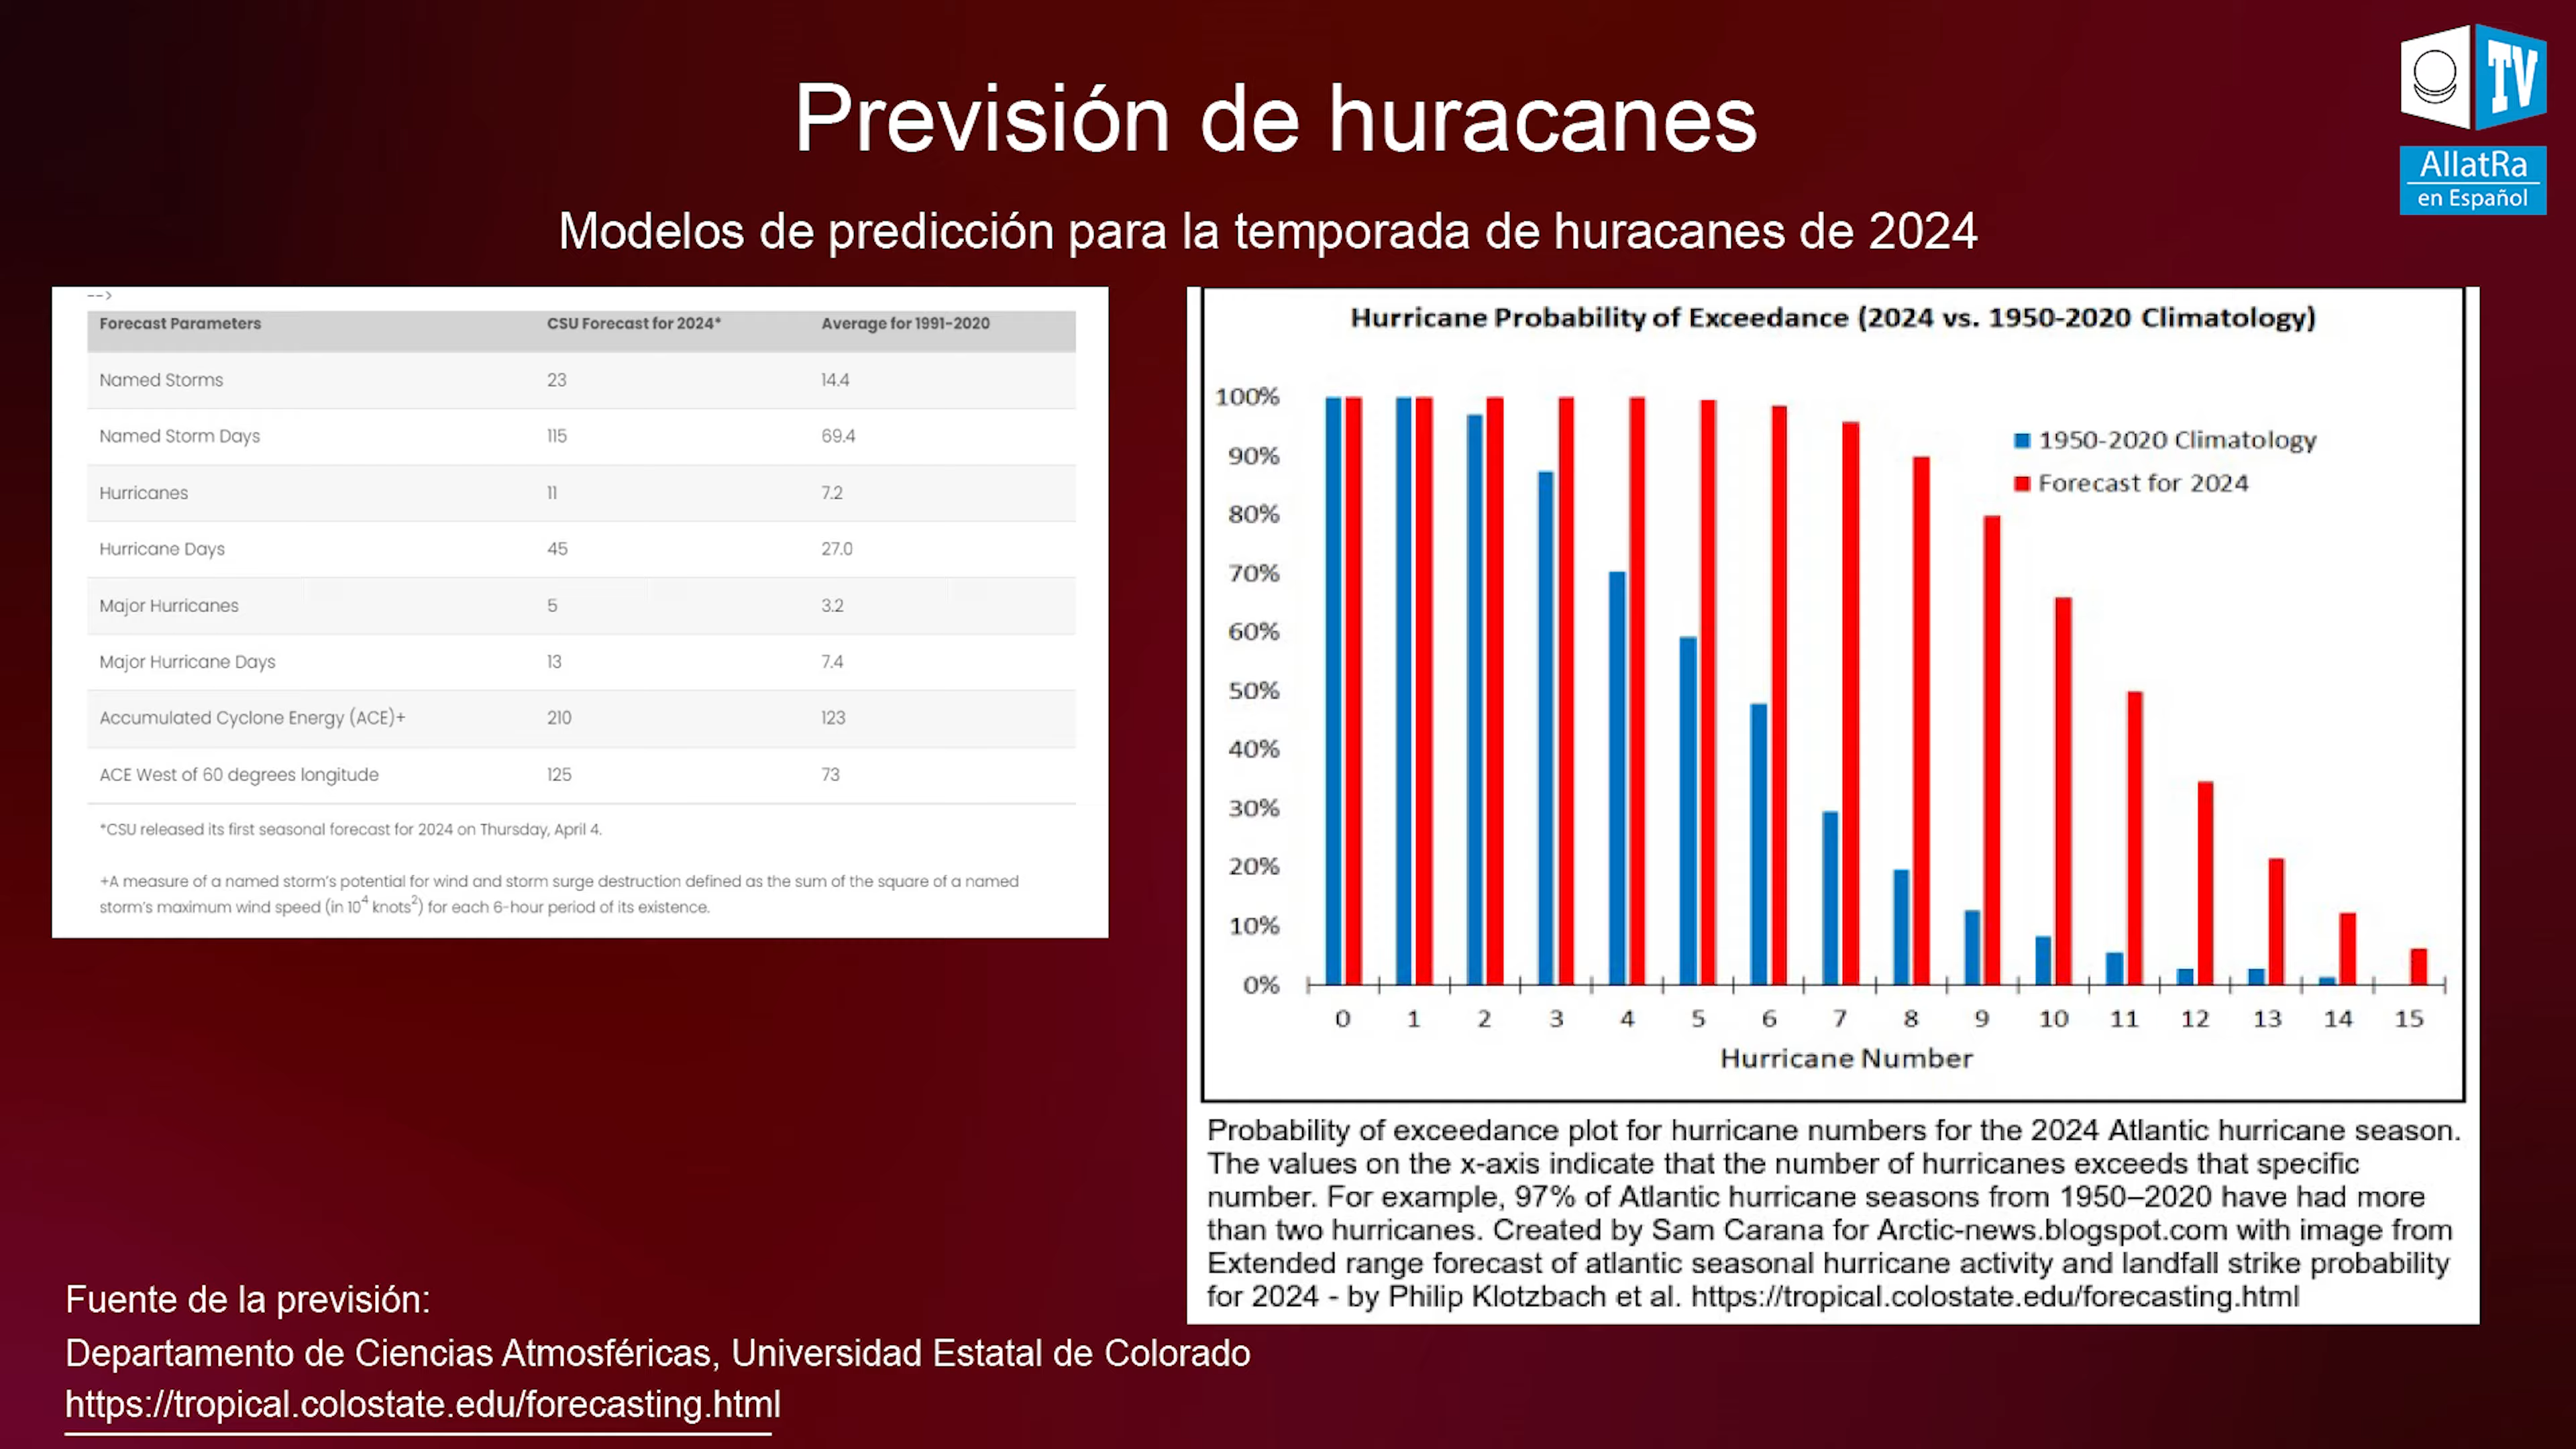 Previsión de huracanes
Modelos de predicción para la temporada de huracanes de 2024
TV
AllatRa
en Español
-->
Forecast Parameters CSU Forecast for 2024* Average for 1991-2020
Named Storms 23 14.4
Named Storm Days 115 69.4
Hurricanes 11 7.2
Hurricane Days 45 27.0
Major Hurricanes 5 3.2
Major Hurricane Days 13 7.4
Accumulated Cyclone Energy (ACE)+ 210 123
ACE West of 60 degrees longitude 125 73
*CSU released its first seasonal forecast for 2024 on Thursday, April 4.
+A measure of a named storm's potential for wind and storm surge destruction defined as the sum of the square of a named
storm's maximum wind speed (in 10⁴ knots²) for each 6-hour period of its existence.
Hurricane Probability of Exceedance (2024 vs. 1950-2020 Climatology)
100%
90%
80%
70%
60%
50%
40%
30%
20%
10%
0%
1950-2020 Climatology
Forecast for 2024
0 1 2 3 4 5 6 7 8 9 10 11 12 13 14 15
Hurricane Number
Probability of exceedance plot for hurricane numbers for the 2024 Atlantic hurricane season.
The values on the x-axis indicate that the number of hurricanes exceeds that specific
number. For example, 97% of Atlantic hurricane seasons from 1950–2020 have had more
than two hurricanes. Created by Sam Carana for Arctic-news.blogspot.com with image from
Extended range forecast of atlantic seasonal hurricane activity and landfall strike probability
for 2024 - by Philip Klotzbach et al. https://tropical.colostate.edu/forecasting.html
Fuente de la previsión:
Departamento de Ciencias Atmosféricas, Universidad Estatal de Colorado
https://tropical.colostate.edu/forecasting.html